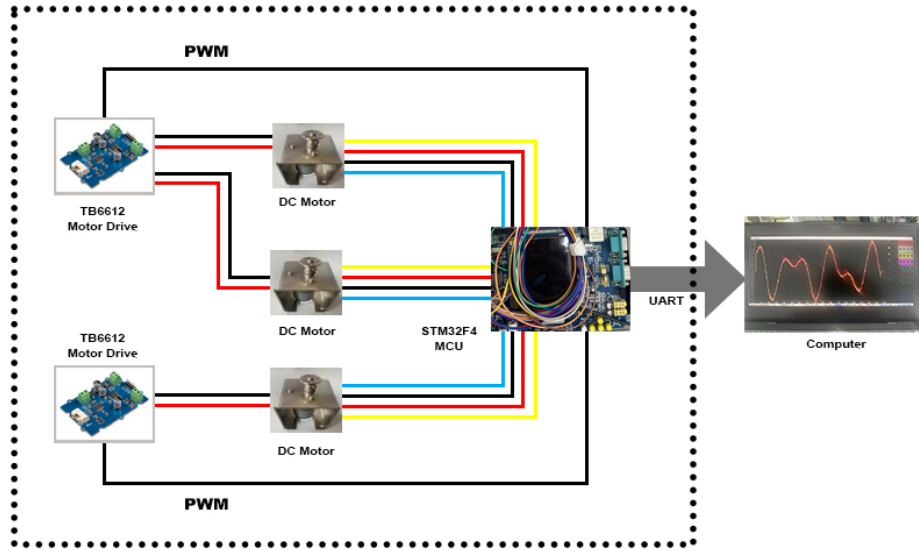 PWM
TB6612
Motor Drive
DC Motor
DC Motor
TB6612
Motor Drive
STM32F4
MCU
UART
Computer
DC Motor
PWM